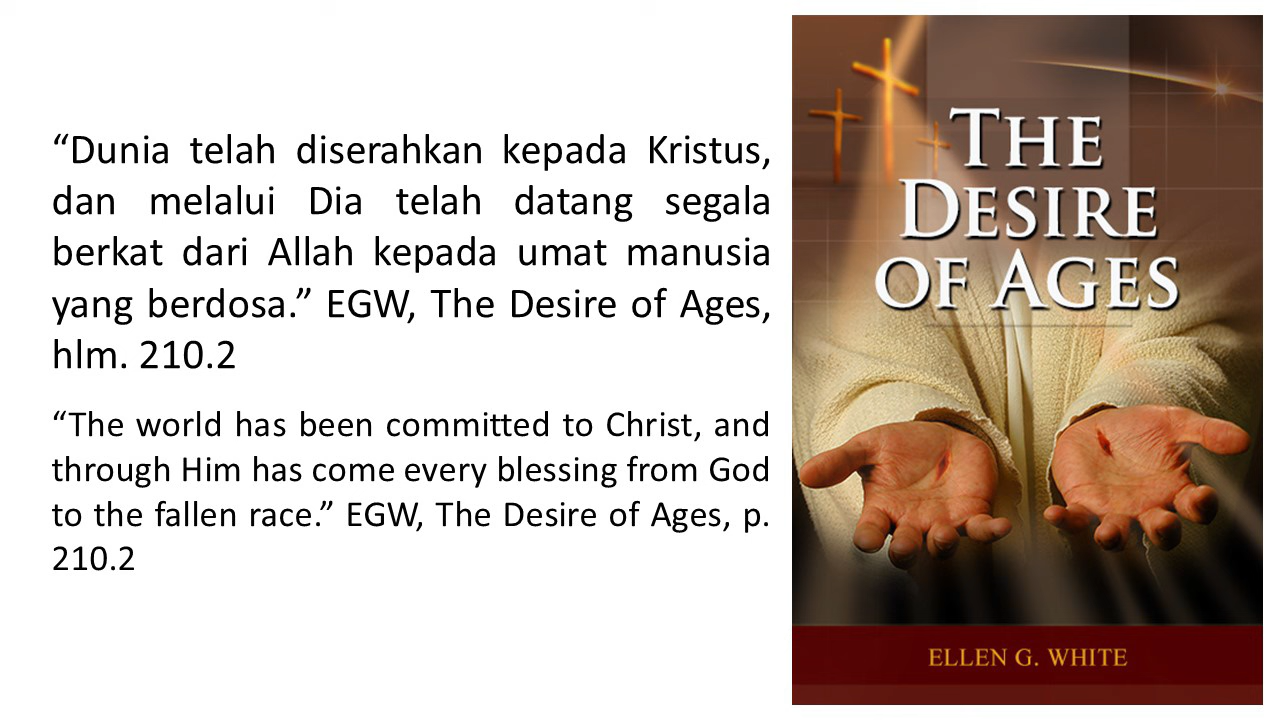 “Dunia telah diserahkan kepada Kristus,
dan melalui Dia telah datang segala
berkat dari Allah kepada umat manusia
yang berdosa.” EGW, The Desire of Ages,
hlm. 210.2
“The world has been committed to Christ, and
through Him has come every blessing from God
to the fallen race.” EGW, The Desire of Ages, p.
210.2
THE
DESIRE
OF AGES
ELLEN G. WHITE